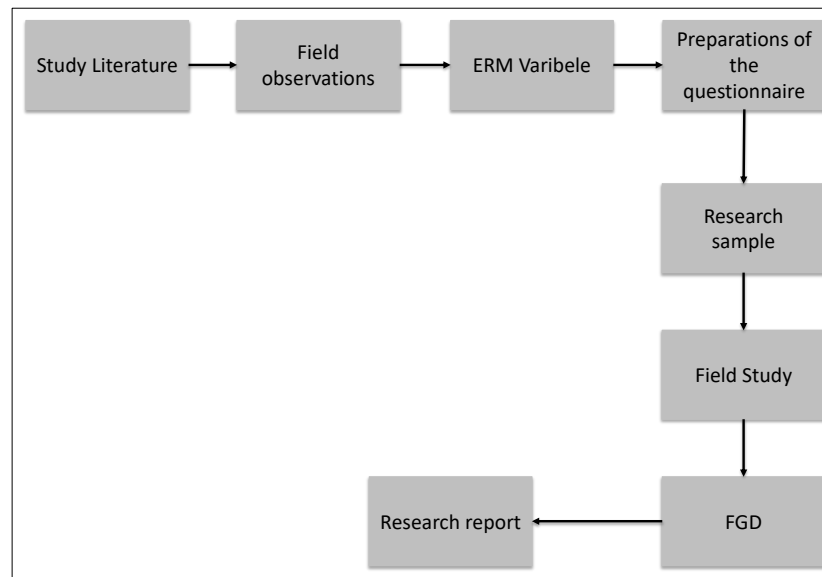 Study Literature
Field
observations
ERM Varibele
Preparations of
the
questionnaire
Research
sample
Field Study
FGD
Research report